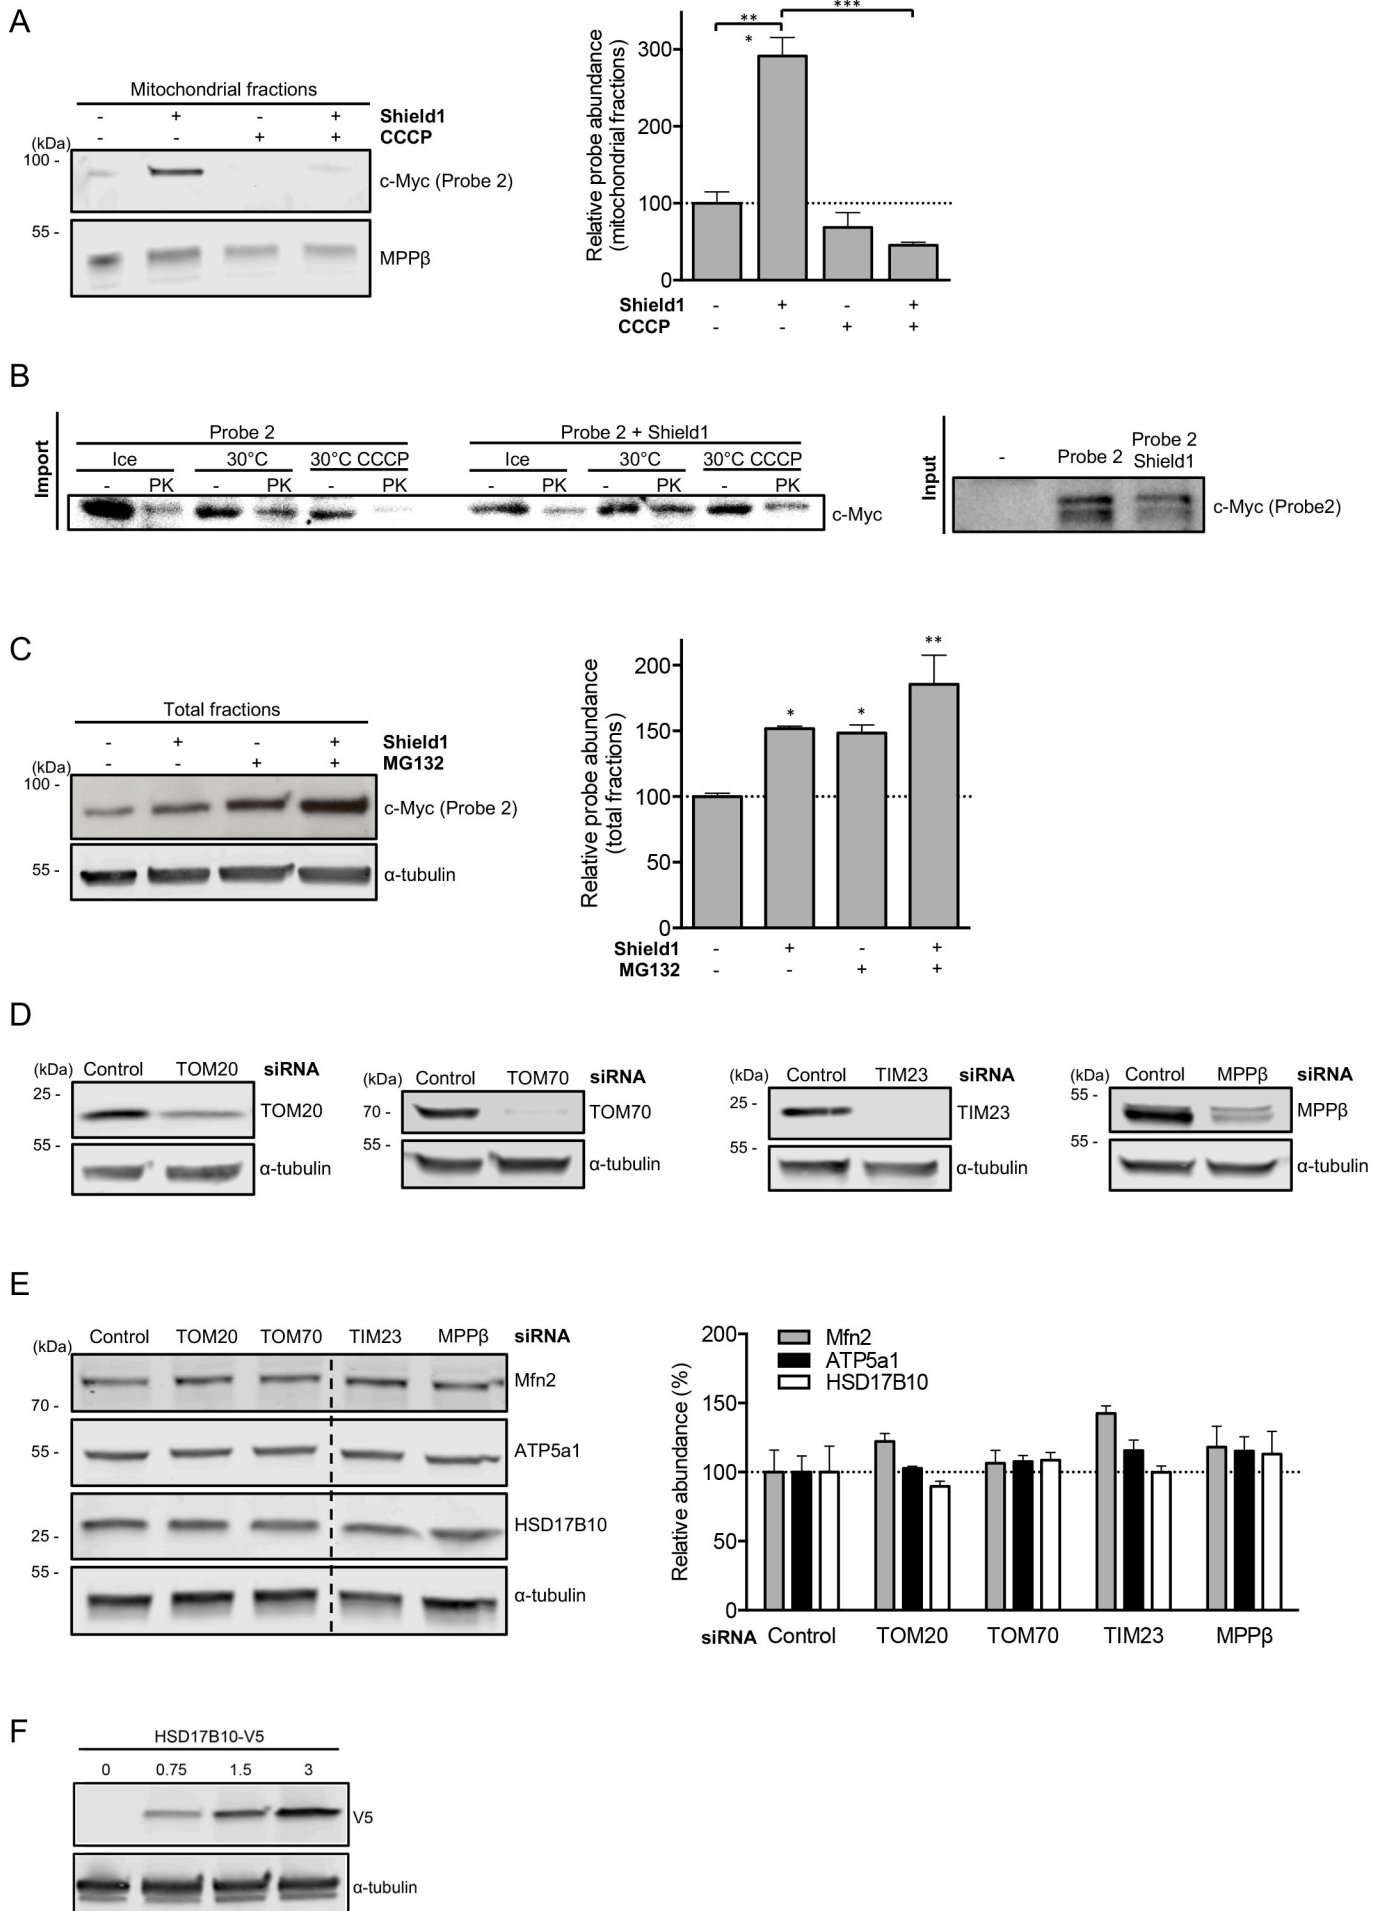 A
Mitochondrial fractions
- + - + Shield1
- - + + CCCP
(kDa)
100 -
c-Myc (Probe 2)
55 -
MPPβ
Relative probe abundance
(mitochondrial fractions)
** ***
*
300
200
100
0
Shield1 - + - +
CCCP - - + +
B
Import
Probe 2 Probe 2 + Shield1
Ice 30°C 30°C CCCP Ice 30°C 30°C CCCP
- PK - PK - PK - PK - PK - PK
c-Myc
Input
- Probe 2 Probe 2
Shield1
c-Myc (Probe2)
C
Total fractions
- + - + Shield1
- - + + MG132
(kDa)
100 -
c-Myc (Probe 2)
55 -
α-tubulin
Relative probe abundance
(total fractions)
* * **
200
150
100
50
0
Shield1 - + - +
MG132 - - + +
D
(kDa) Control TOM20 siRNA
25 -
TOM20
55 -
α-tubulin
(kDa) Control TOM70 siRNA
70 -
TOM70
55 -
α-tubulin
(kDa) Control TIM23 siRNA
25 -
TIM23
55 -
α-tubulin
(kDa) Control MPPβ siRNA
55 -
MPPβ
55 -
α-tubulin
E
Control TOM20 TOM70 TIM23 MPPβ siRNA
(kDa)
Mfn2
70 -
55 -
ATP5a1
HSD17B10
25 -
55 -
α-tubulin
Relative abundance (%)
200
150
100
50
0
Mfn2
ATP5a1
HSD17B10
siRNA Control TOM20 TOM70 TIM23 MPPβ
F
HSD17B10-V5
0 0.75 1.5 3
V5
α-tubulin